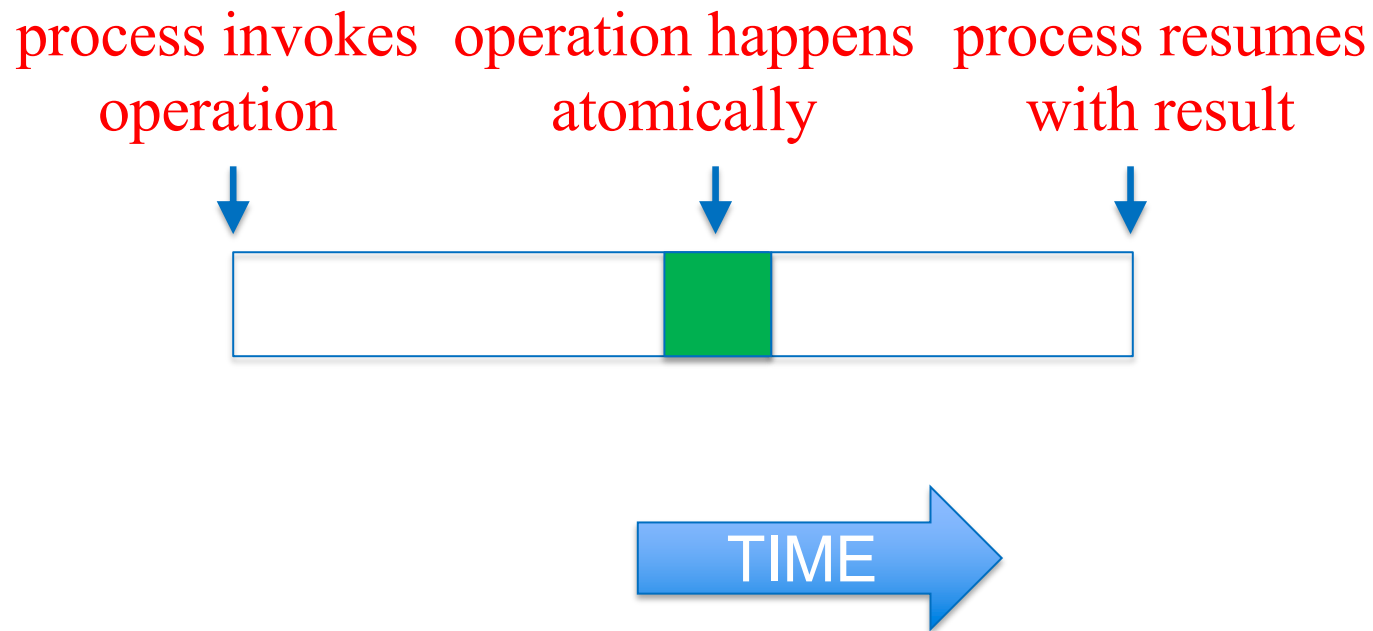 process invokes
operation
operation happens
atomically
process resumes
with result
TIME